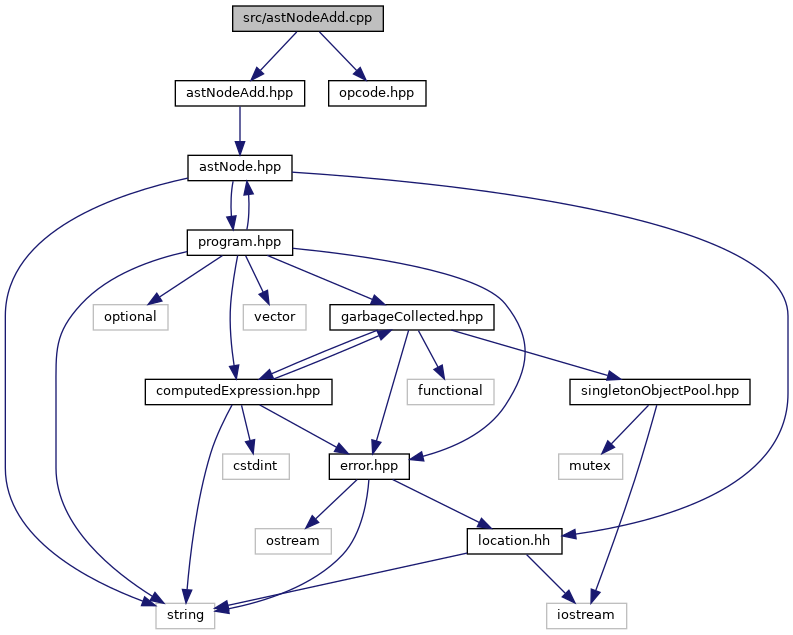 src/astNodeAdd.cpp
astNodeAdd.hpp
opcode.hpp
astNode.hpp
program.hpp
optional
vector
garbageCollected.hpp
computedExpression.hpp
functional
singletonObjectPool.hpp
cstdint
error.hpp
mutex
ostream
location.hh
string
iostream